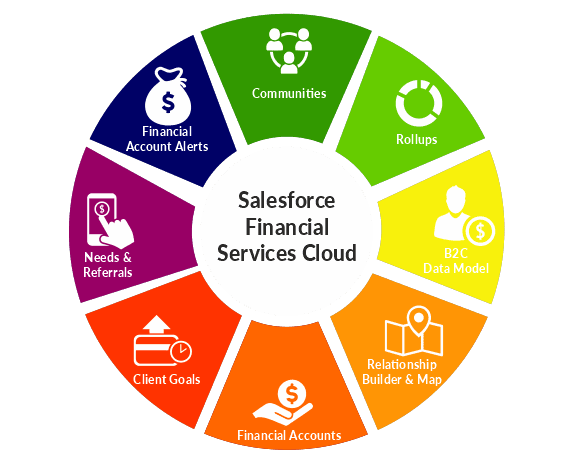 Salesforce
Financial
Services Cloud
Communities
Rollups
B2C
Data Model
Relationship
Builder & Map
Financial Accounts
Client Goals
Needs &
Referrals
Financial
Account Alerts
$
$
$
$